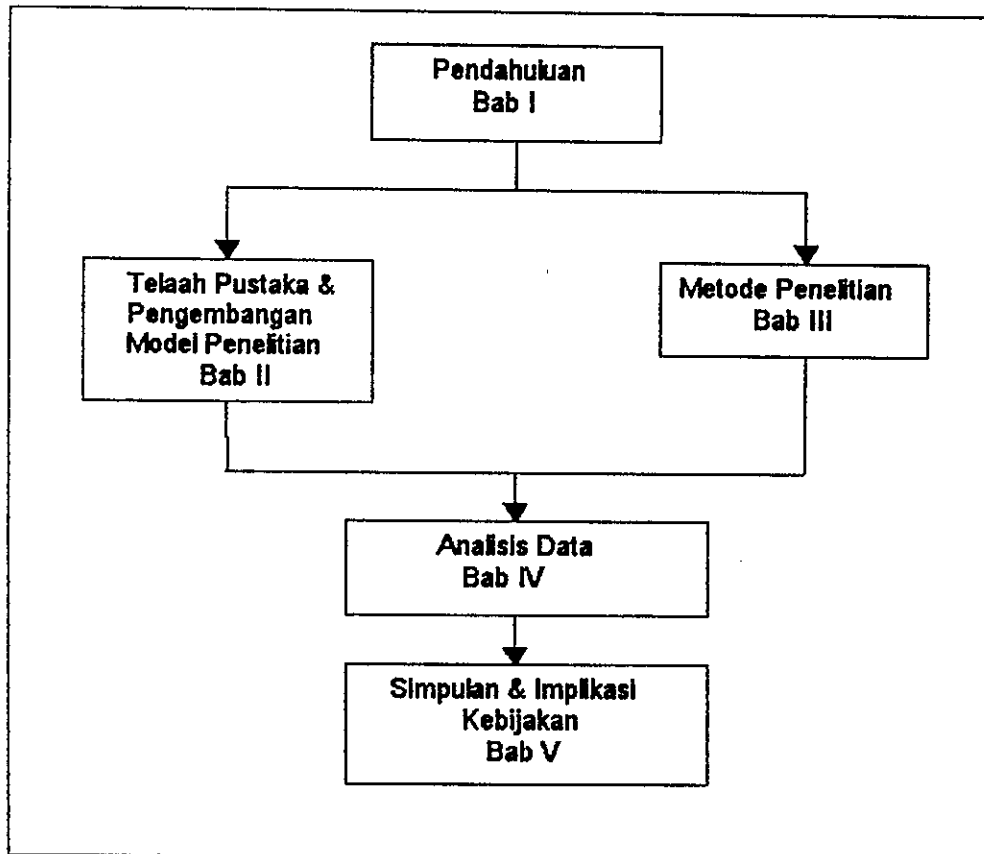 Pendahuluan
Bab I
Telaah Pustaka &
Pengembangan
Model Penelitian
Bab II
Metode Penelitian
Bab III
Analisis Data
Bab IV
Simpulan & Implikasi
Kebijakan
Bab V